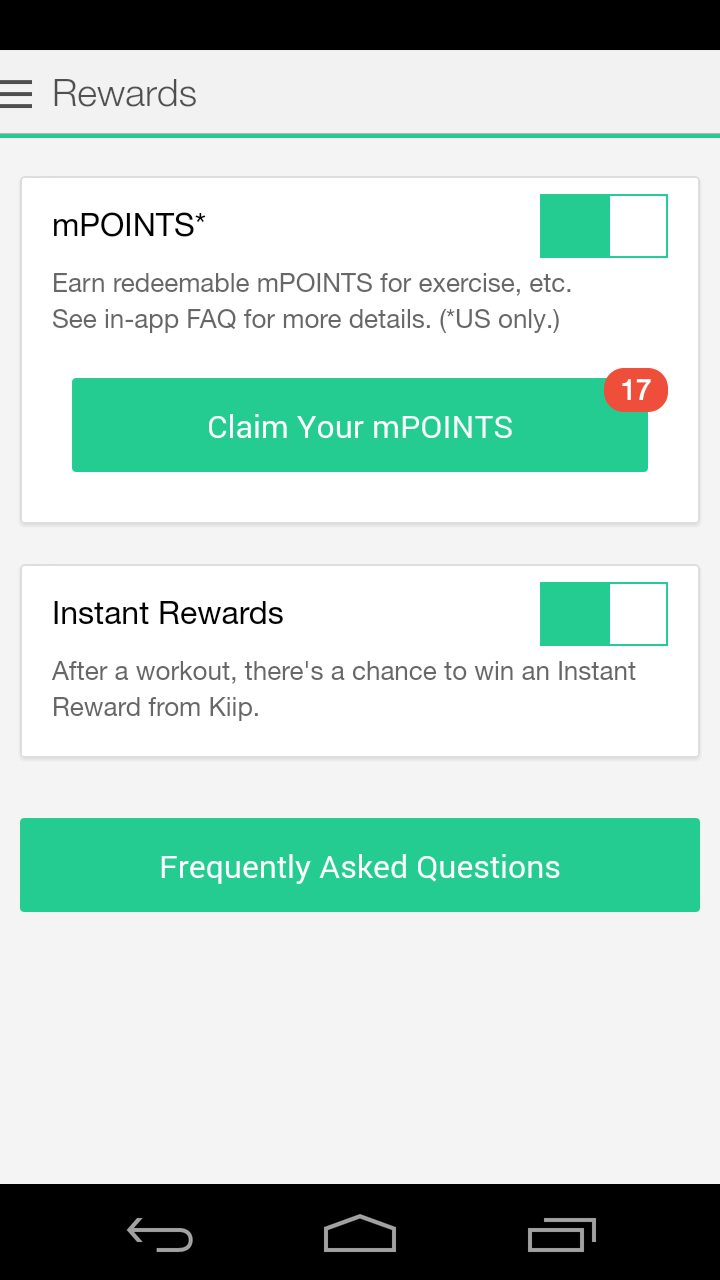 Rewards
mPOINTS*
Earn redeemable mPOINTS for exercise, etc.
See in-app FAQ for more details. (*US only.)
17
Claim Your mPOINTS
Instant Rewards
After a workout, there's a chance to win an Instant
Reward from Kiip.
Frequently Asked Questions